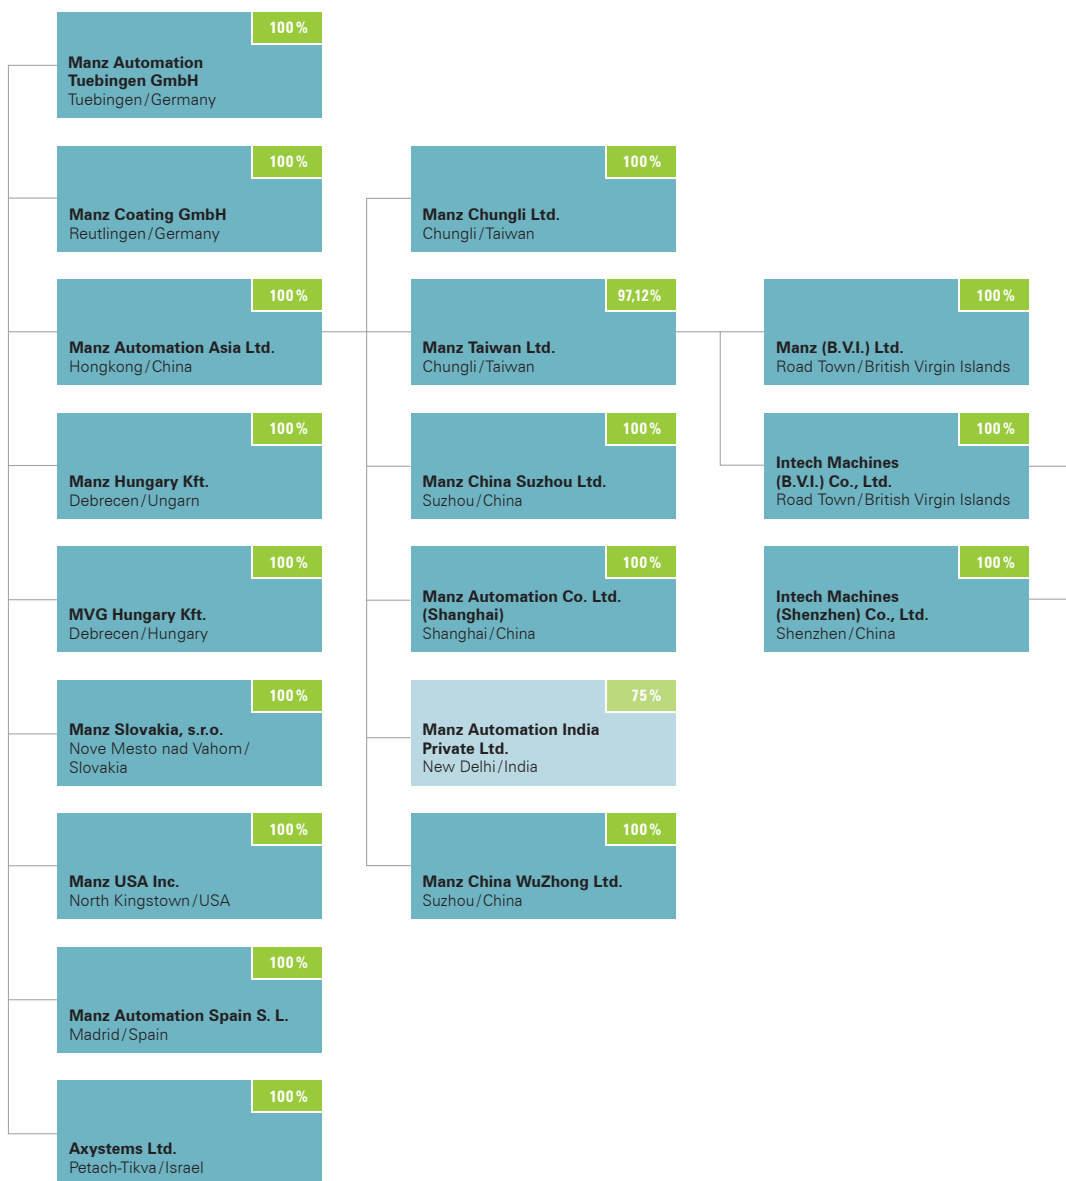 100 %
Manz Automation
Tuebingen GmbH
Tuebingen/Germany
100 %
Manz Coating GmbH
Reutlingen/Germany
100 %
Manz Automation Asia Ltd.
Hongkong/China
100 %
Manz Hungary Kft.
Debrecen/Ungarn
100 %
MVG Hungary Kft.
Debrecen/Hungary
100 %
Manz Slovakia, s.r.o.
Nove Mesto nad Vahom/
Slovakia
100 %
Manz USA Inc.
North Kingstown/USA
100 %
Manz Automation Spain S. L.
Madrid/Spain
100 %
Axystems Ltd.
Petach-Tikva/Israel
100 %
Manz Chungli Ltd.
Chungli/Taiwan
97,12 %
Manz Taiwan Ltd.
Chungli/Taiwan
100 %
Manz China Suzhou Ltd.
Suzhou/China
100 %
Manz Automation Co. Ltd.
(Shanghai)
Shanghai/China
75 %
Manz Automation India
Private Ltd.
New Delhi/India
100 %
Manz China WuZhong Ltd.
Suzhou/China
100 %
Manz (B.V.I.) Ltd.
Road Town/British Virgin Islands
100 %
Intech Machines
(B.V.I.) Co., Ltd.
Road Town/British Virgin Islands
100 %
Intech Machines
(Shenzhen) Co., Ltd.
Shenzhen/China